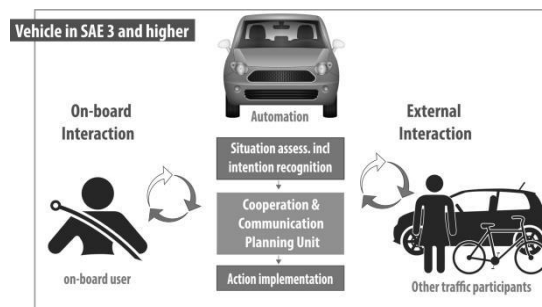 Vehicle in SAE 3 and higher
On-board
Interaction
Automation
External
Interaction
Situation assess. incl
intention recognition
Cooperation &
Communication
Planning Unit
Action implementation
on-board user
Other traffic participants